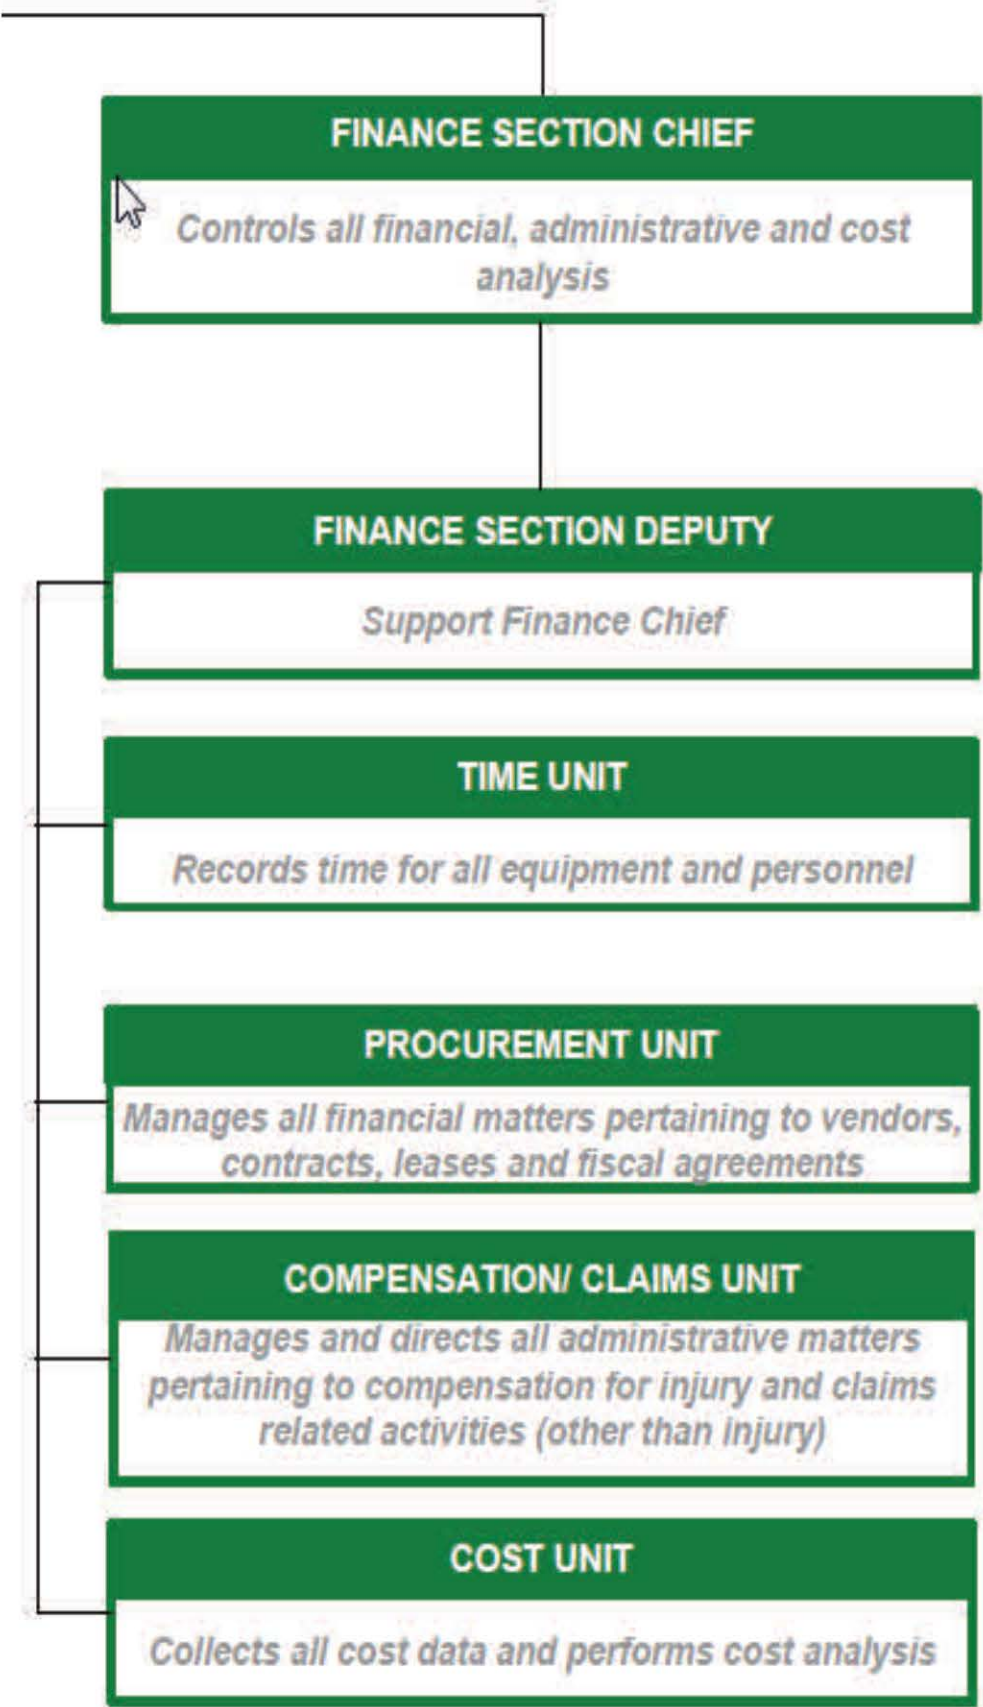 FINANCE SECTION CHIEF
Controls all financial, administrative and cost
analysis
FINANCE SECTION DEPUTY
Support Finance Chief
TIME UNIT
Records time for all equipment and personnel
PROCUREMENT UNIT
Manages all financial matters pertaining to vendors,
contracts, leases and fiscal agreements
COMPENSATION/ CLAIMS UNIT
Manages and directs all administrative matters
pertaining to compensation for injury and claims
related activities (other than injury)
COST UNIT
Collects all cost data and performs cost analysis